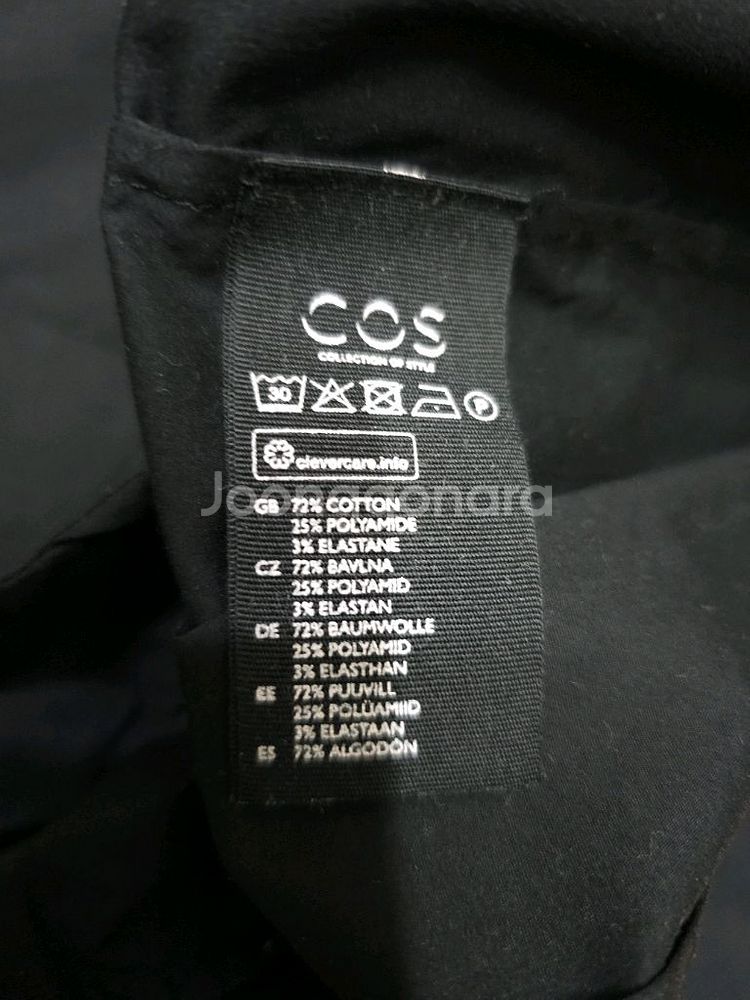 COS
COLLECTION OF STYLE
30
P
clevercare.info
Joonggonara
GB 72% COTTON
25% POLYAMIDE
3% ELASTANE
CZ 72% BAVLNA
25% POLYAMID
3% ELASTAN
DE 72% BAUMWOLLE
25% POLYAMID
3% ELASTHAN
EE 72% PUUVILL
25% POLÜAMIID
3% ELASTAAN
ES 72% ALGODÓN